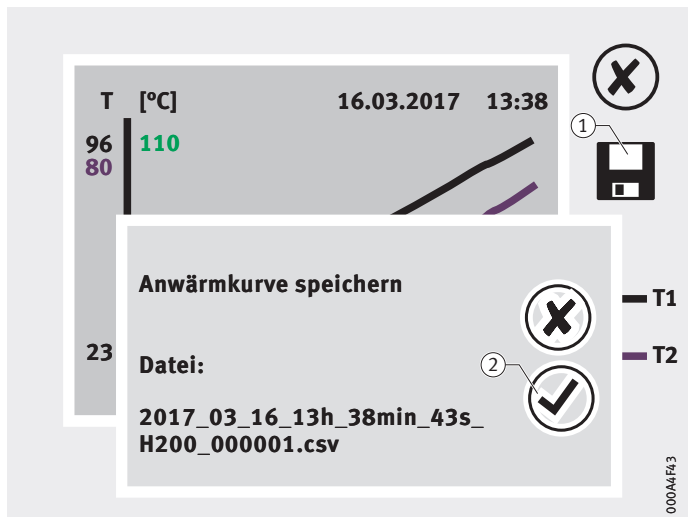 T [°C] 16.03.2017 13:38
1
96 110
80
Anwärmkurve speichern
T1
23
Datei:
2
T2
2017_03_16_13h_38min_43s_
H200_000001.csv
000A4F43